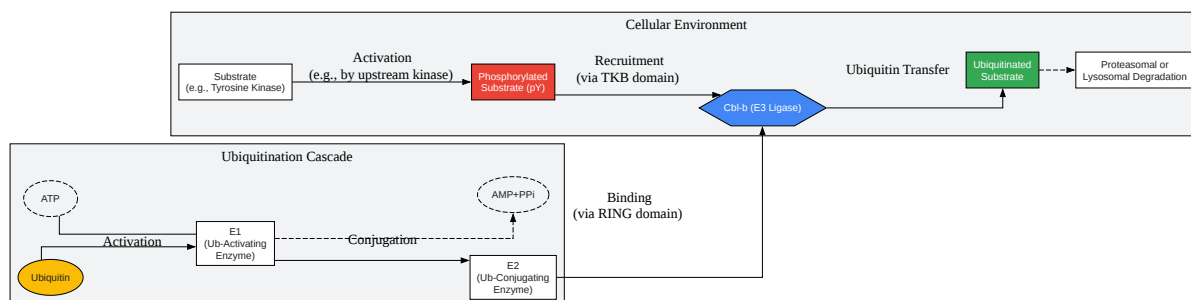 Cellular Environment
Substrate
(e.g., Tyrosine Kinase)
Activation
(e.g., by upstream kinase)
Phosphorylated
Substrate (pY)
Recruitment
(via TKB domain)
Cbl-b (E3 Ligase)
Ubiquitin Transfer
Ubiquitinated
Substrate
Proteasomal or
Lysosomal Degradation
Ubiquitination Cascade
ATP
AMP+PPi
Ubiquitin
Activation
E1
(Ub-Activating
Enzyme)
Conjugation
E2
(Ub-Conjugating
Enzyme)
Binding
(via RING domain)